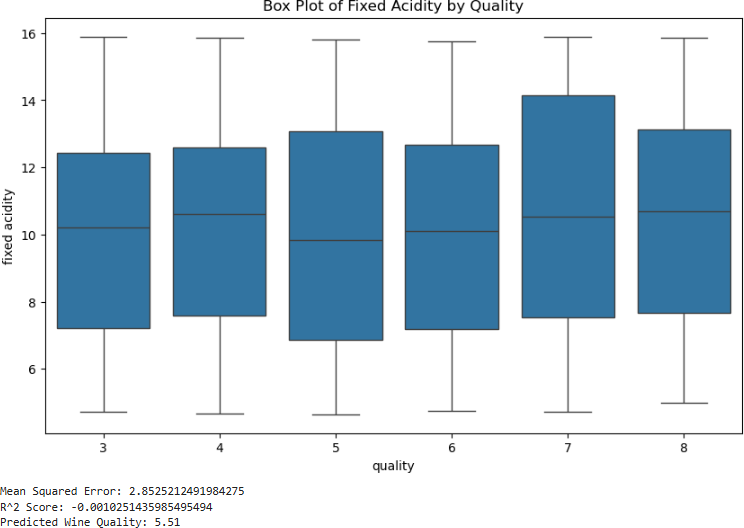 Box Plot of Fixed Acidity by Quality
16
14
12
10
8
6
fixed acidity
3 4 5 6 7 8
quality
Mean Squared Error: 2.8525212491984275
R^2 Score: -0.0010251435985495494
Predicted Wine Quality: 5.51